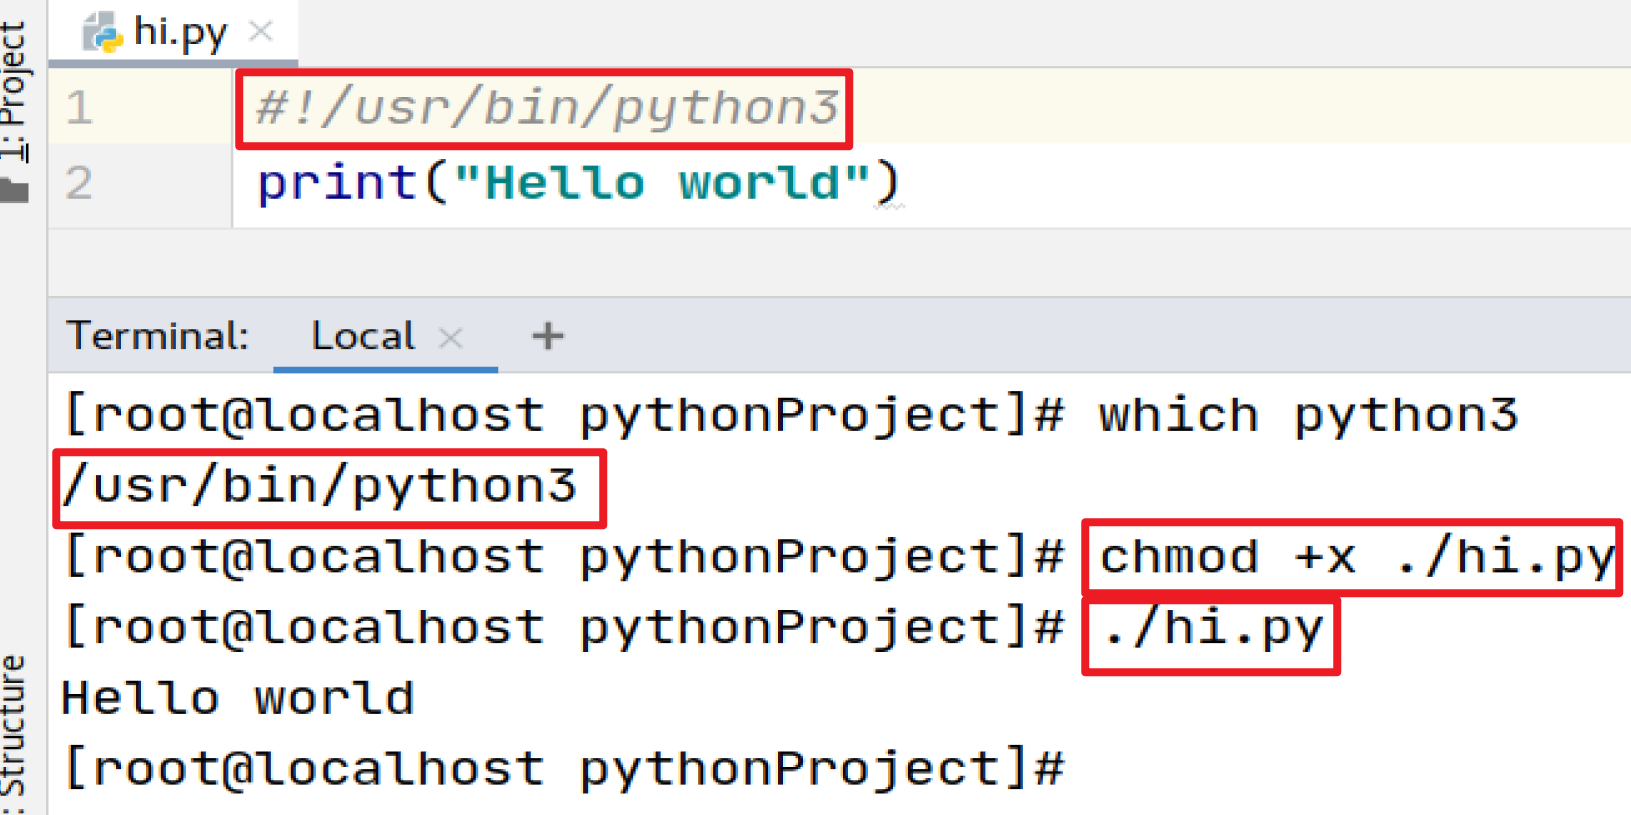 hi.py
1: Project
1 #!/usr/bin/python3
2 print("Hello world")
Terminal: Local +
[root@localhost pythonProject]# which python3
/usr/bin/python3
[root@localhost pythonProject]# chmod +x ./hi.py
[root@localhost pythonProject]# ./hi.py
Hello world
[root@localhost pythonProject]#
: Structure